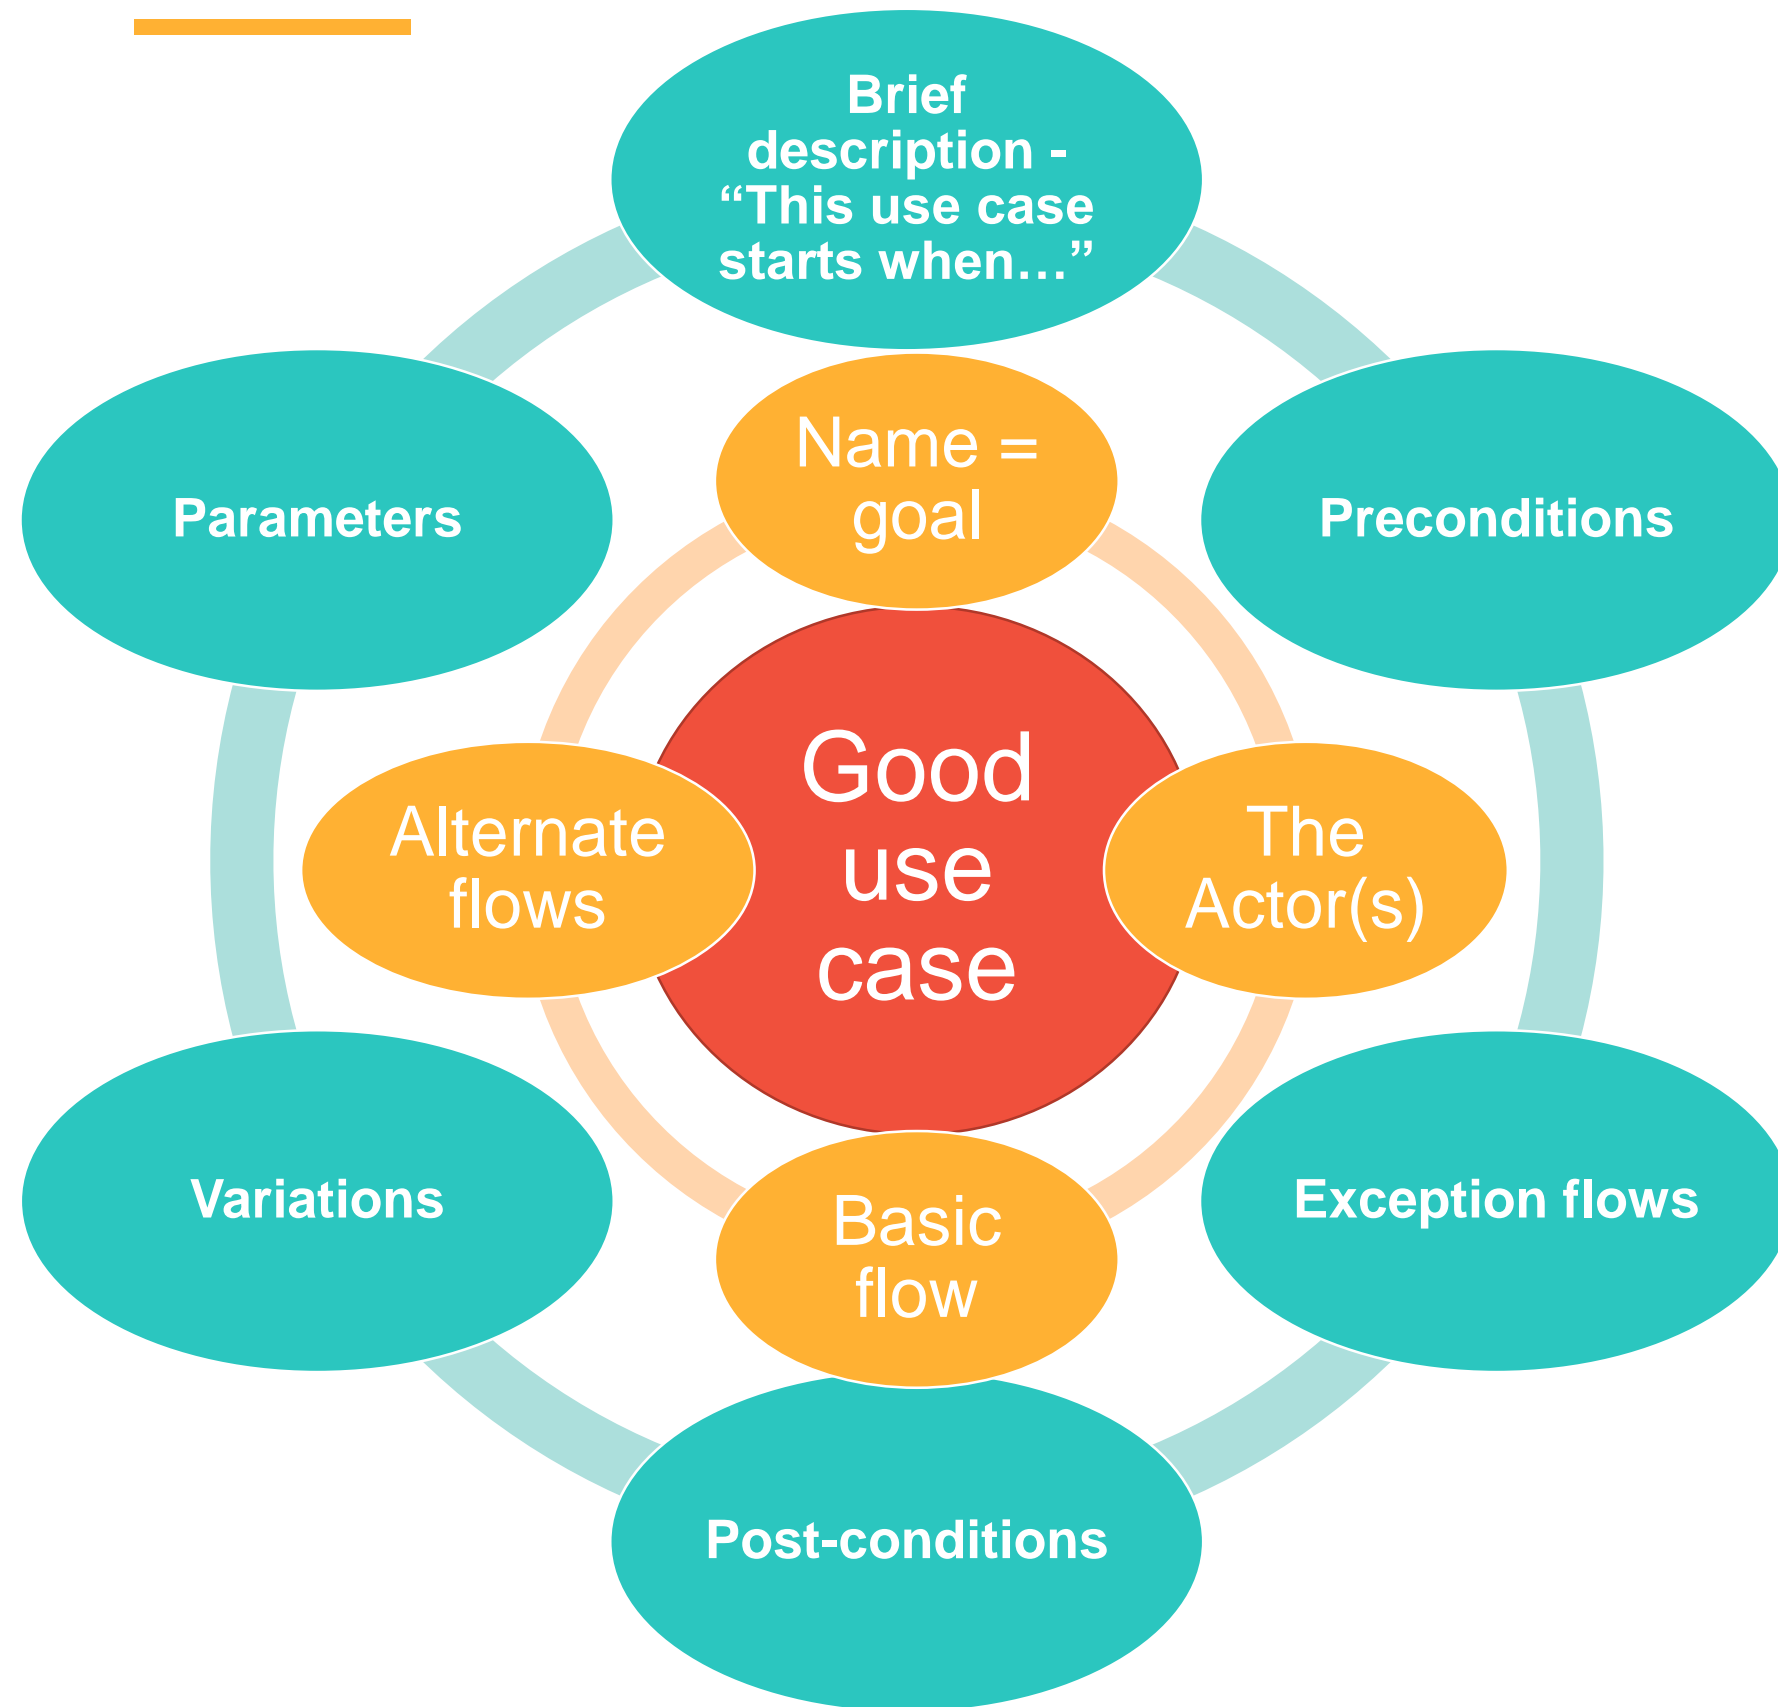 Brief
description -
“This use case
starts when…”
Name =
goal
Parameters
Preconditions
Good
use
case
Alternate
flows
The
Actor(s)
Variations
Exception flows
Basic
flow
Post-conditions